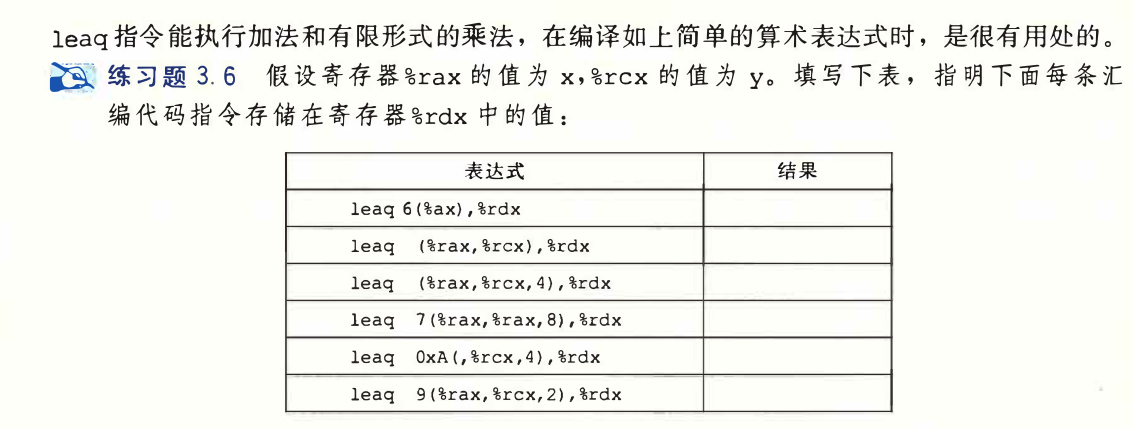 leaq指令能执行加法和有限形式的乘法，在编译如上简单的算术表达式时，是很有用处的。
练习题 3.6 假设寄存器%rax 的值为 x,%rcx 的值为 y。填写下表，指明下面每条汇
编代码指令存储在寄存器%rdx 中的值：
表达式 结果
leaq 6(%ax),%rdx
leaq (%rax,%rcx),%rdx
leaq (%rax,%rcx,4),%rdx
leaq 7(%rax,%rax,8),%rdx
leaq 0xA(,%rcx,4),%rdx
leaq 9(%rax,%rcx,2),%rdx